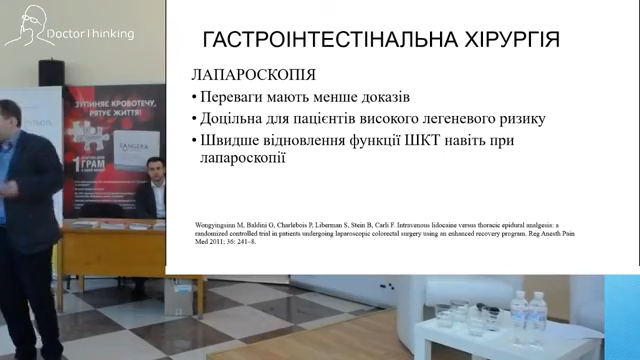 DoctorThinking
ГАСТРОІНТЕСТІНАЛЬНА ХІРУРГІЯ
ЛАПАРОСКОПІЯ
• Переваги мають менше доказів
• Доцільна для пацієнтів високого легеневого ризику
• Швидше відновлення функції ШКТ навіть при
лапароскопії
Wongyingsinn M, Baldini G, Charlebois P, Liberman S, Stein B, Carli F. Intravenous lidocaine versus thoracic epidural analgesia: a
randomized controlled trial in patients undergoing laparoscopic colorectal surgery using an enhanced recovery program. Reg Anesth Pain
Med 2011; 36: 241–8.
ЗУПИНЯЄ КРОВОТЕЧУ,
РЯТУЄ ЖИТТЯ!
SANGERA
1 ГРАМ